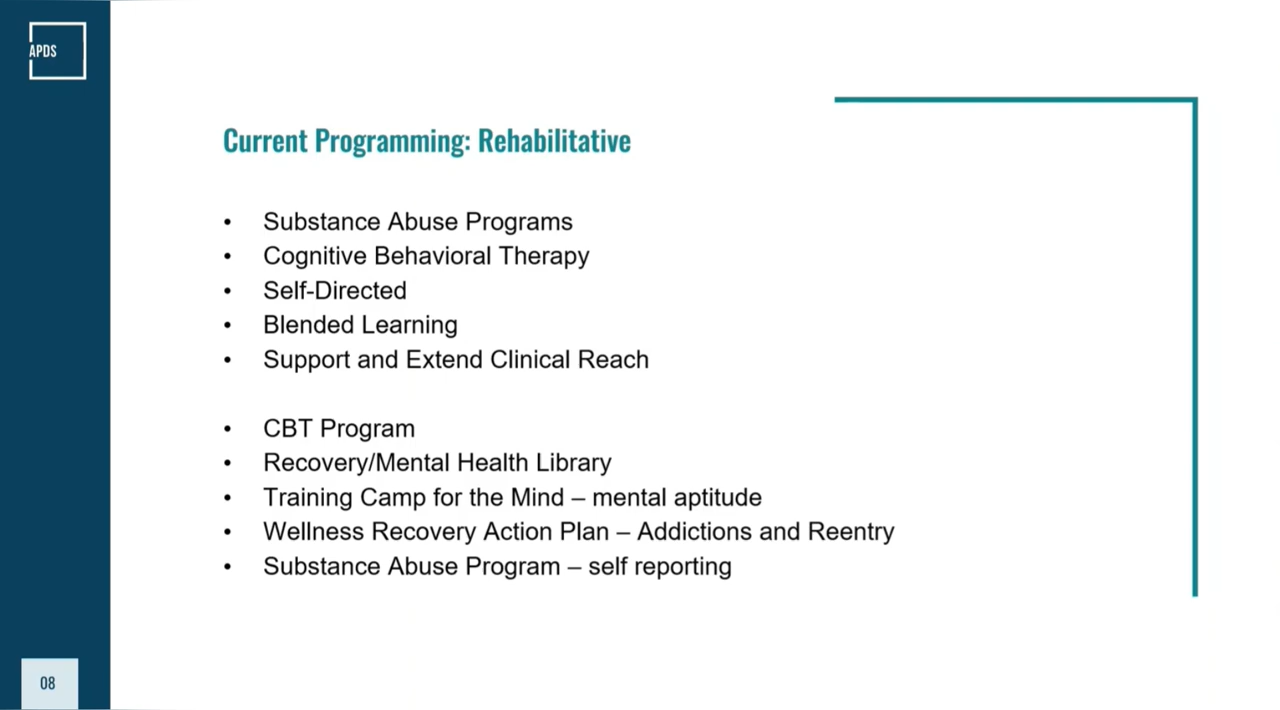 APDS
Current Programming: Rehabilitative
• Substance Abuse Programs
• Cognitive Behavioral Therapy
• Self-Directed
• Blended Learning
• Support and Extend Clinical Reach
• CBT Program
• Recovery/Mental Health Library
• Training Camp for the Mind – mental aptitude
• Wellness Recovery Action Plan – Addictions and Reentry
• Substance Abuse Program – self reporting
08